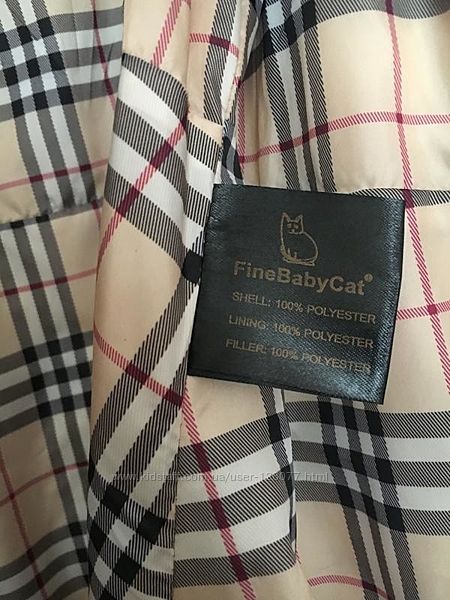 FineBabyCat®
SHELL: 100% POLYESTER
LINING: 100% POLYESTER
FILLER: 100% POLYESTER